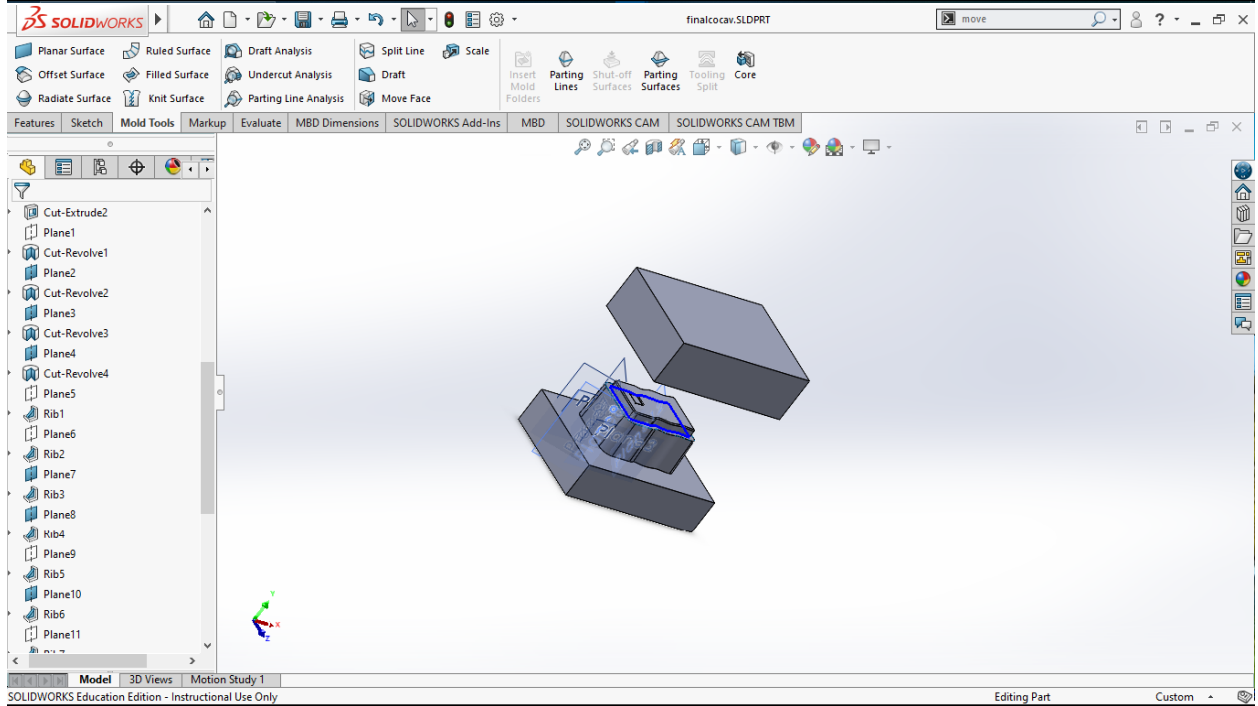 SOLIDWORKS
finalcocav.SLDPRT
move
?
Planar Surface Ruled Surface Draft Analysis Split Line Scale
Offset Surface Filled Surface Undercut Analysis Draft
Radiate Surface Knit Surface Parting Line Analysis Move Face
Insert Mold Folders
Parting Lines
Shut-off Surfaces
Parting Surfaces
Tooling Split
Core
Features Sketch Mold Tools Markup Evaluate MBD Dimensions SOLIDWORKS Add-Ins MBD SOLIDWORKS CAM SOLIDWORKS CAM TBM
Cut-Extrude2
Plane1
Cut-Revolve1
Plane2
Cut-Revolve2
Plane3
Cut-Revolve3
Plane4
Cut-Revolve4
Plane5
Rib1
Plane6
Rib2
Plane7
Rib3
Plane8
Rib4
Plane9
Rib5
Plane10
Rib6
Plane11
Y
X
Z
Model 3D Views Motion Study 1
SOLIDWORKS Education Edition - Instructional Use Only
Editing Part
Custom